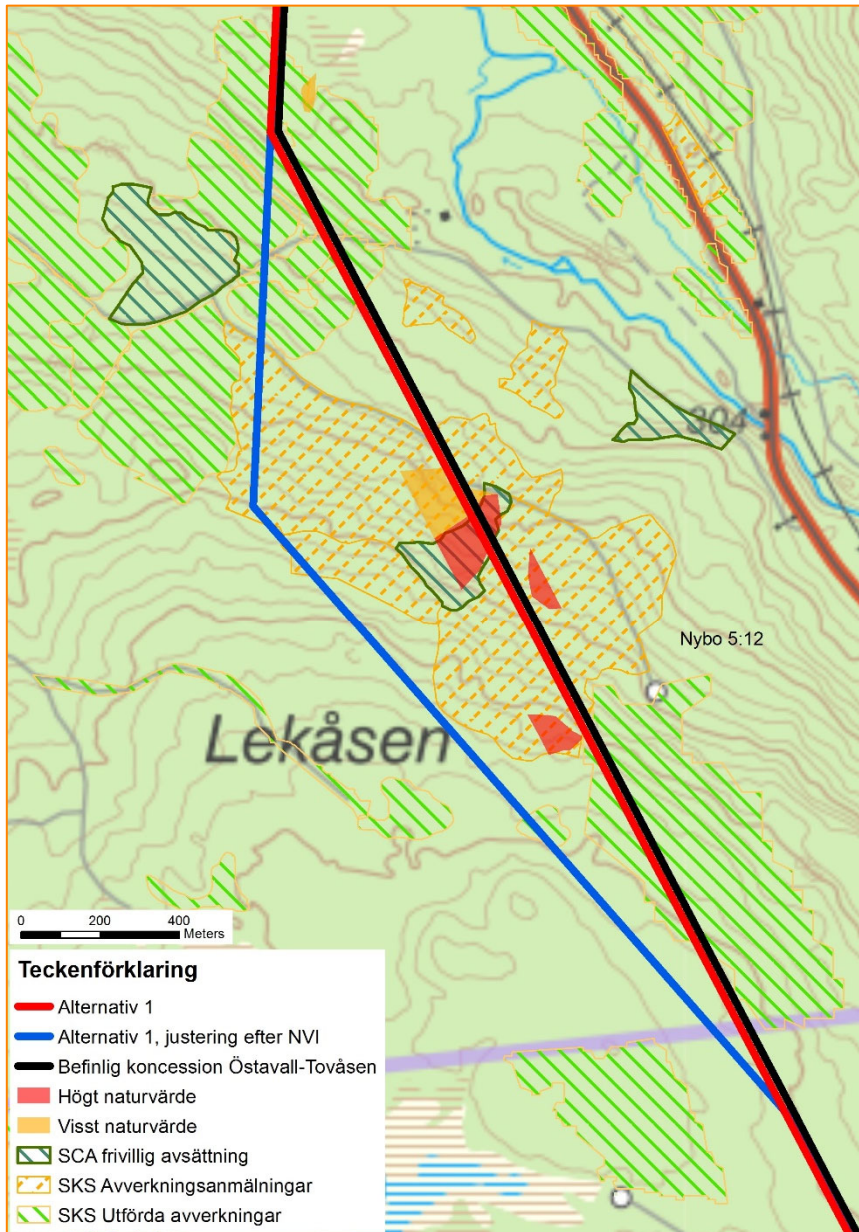 304
Nybo 5:12
Lekåsen
0 200 400
Meters
Teckenförklaring
Alternativ 1
Alternativ 1, justering efter NVI
Befinlig koncession Östavall-Tovåsen
Högt naturvärde
Visst naturvärde
SCA frivillig avsättning
SKS Avverkningsanmälningar
SKS Utförda avverkningar